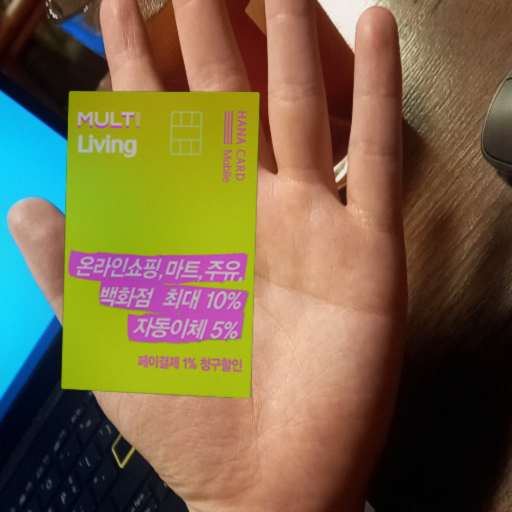 MULTI
Living
HANA CARD
Mobile
온라인쇼핑, 마트, 주유,
백화점 최대 10%
자동이체 5%
페이결제 1% 청구할인